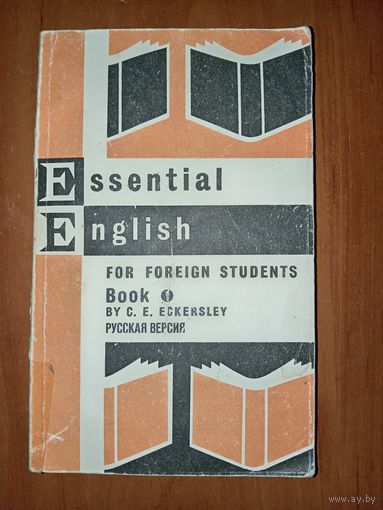 Essential
English
FOR FOREIGN STUDENTS
Book 1
BY C. E. ECKERSLEY
РУССКАЯ ВЕРСИЯ
www.ay.by